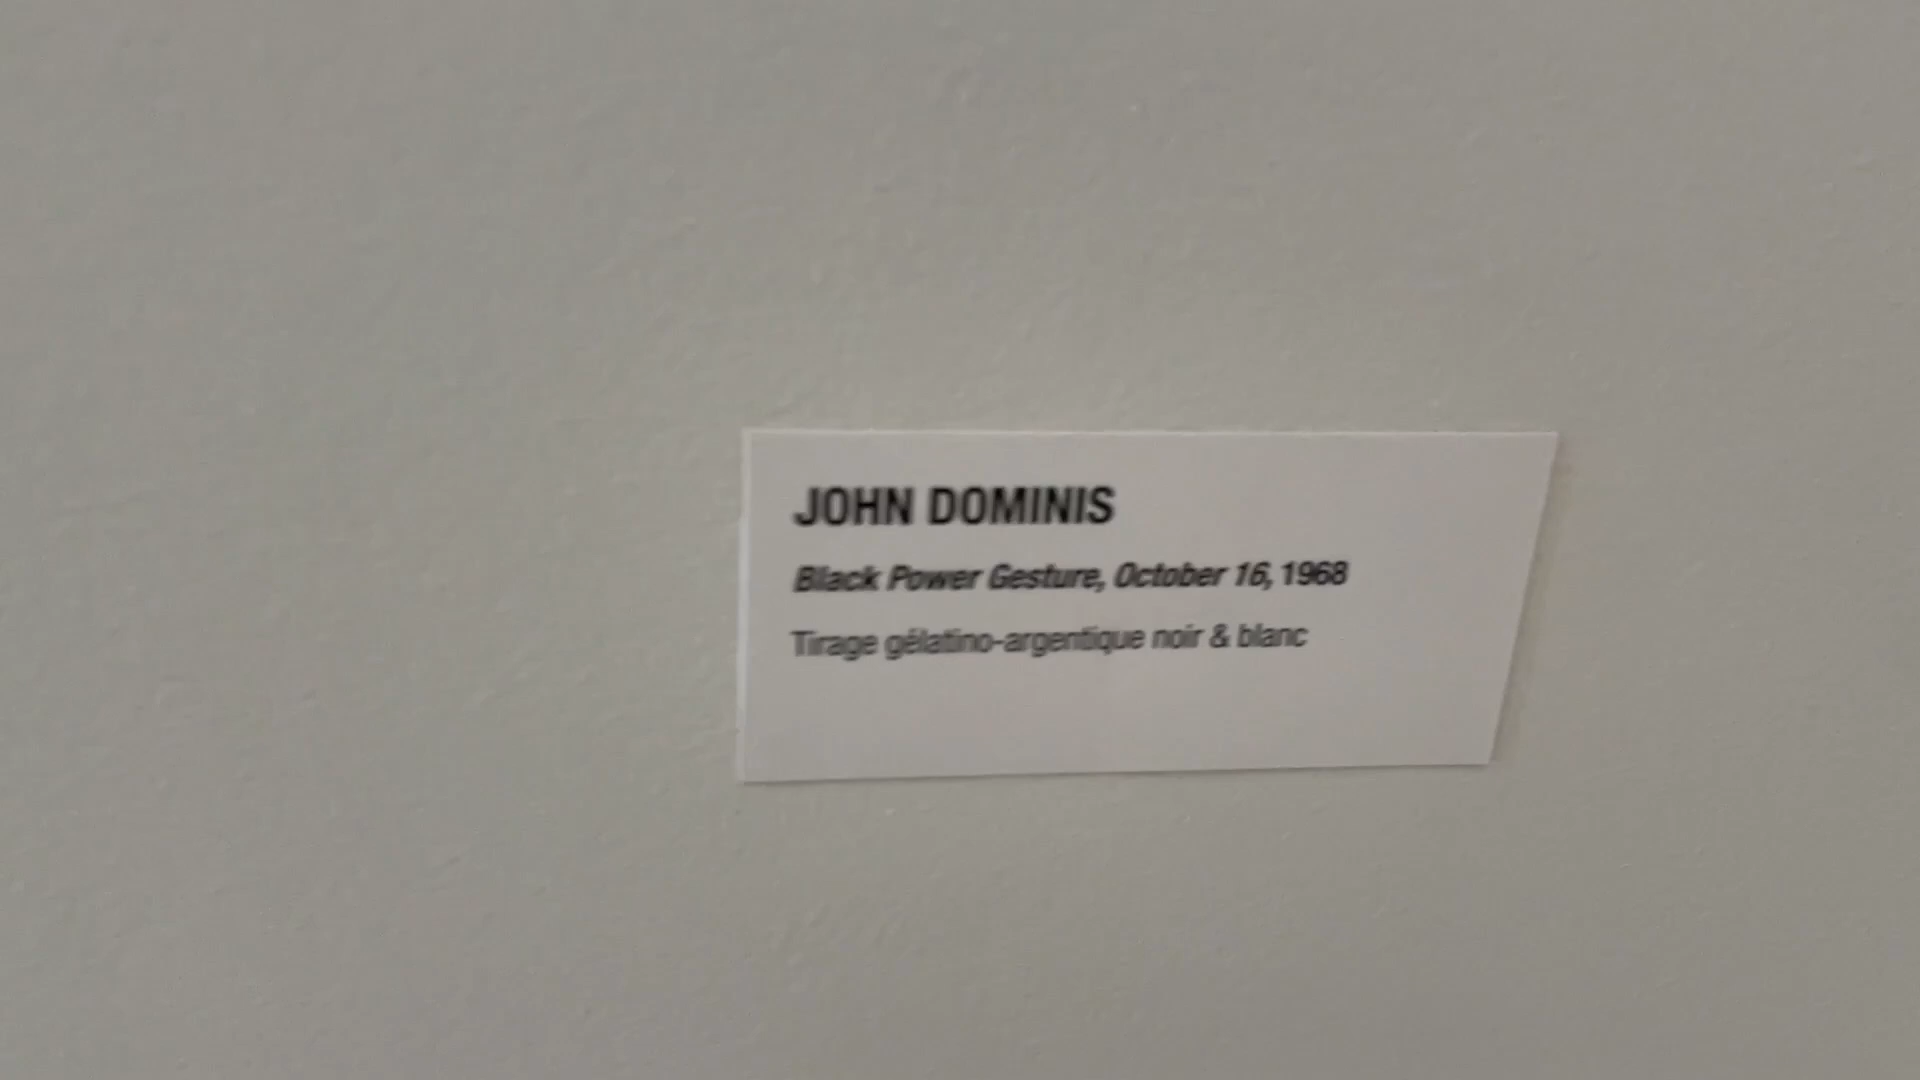 JOHN DOMINIS
Black Power Gesture, October 16, 1968
Tirage gélatino-argentique noir & blanc